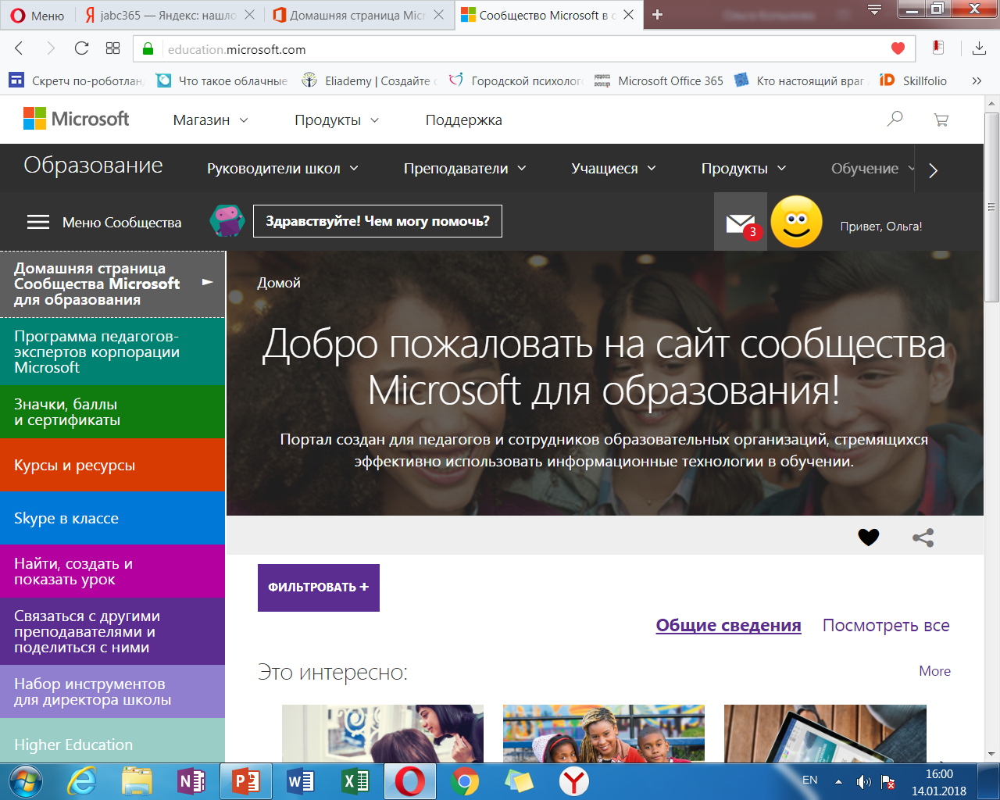 Меню
jabc365 — Яндекс: нашло
Домашняя страница Micr
Сообщество Microsoft в с
education.microsoft.com
Скретч по-роботланд
Что такое облачные
Eliademy | Создайте с
Городской психолог
Microsoft Office 365
Кто настоящий враг
Skillfolio
Microsoft
Магазин
Продукты
Поддержка
Образование
Руководители школ
Преподаватели
Учащиеся
Продукты
Обучение
Меню Сообщества
Здравствуйте! Чем могу помочь?
3
Привет, Ольга!
Домашняя страница
Сообщества Microsoft
для образования
Программа педагогов-
экспертов корпорации
Microsoft
Значки, баллы
и сертификаты
Курсы и ресурсы
Skype в классе
Найти, создать и
показать урок
Связаться с другими
преподавателями и
поделиться с ними
Набор инструментов
для директора школы
Higher Education
Домой
Добро пожаловать на сайт сообщества
Microsoft для образования!
Портал создан для педагогов и сотрудников образовательных организаций, стремящихся
эффективно использовать информационные технологии в обучении.
ФИЛЬТРОВАТЬ +
Общие сведения
Посмотреть все
Это интересно:
More
EN
16:00
14.01.2018